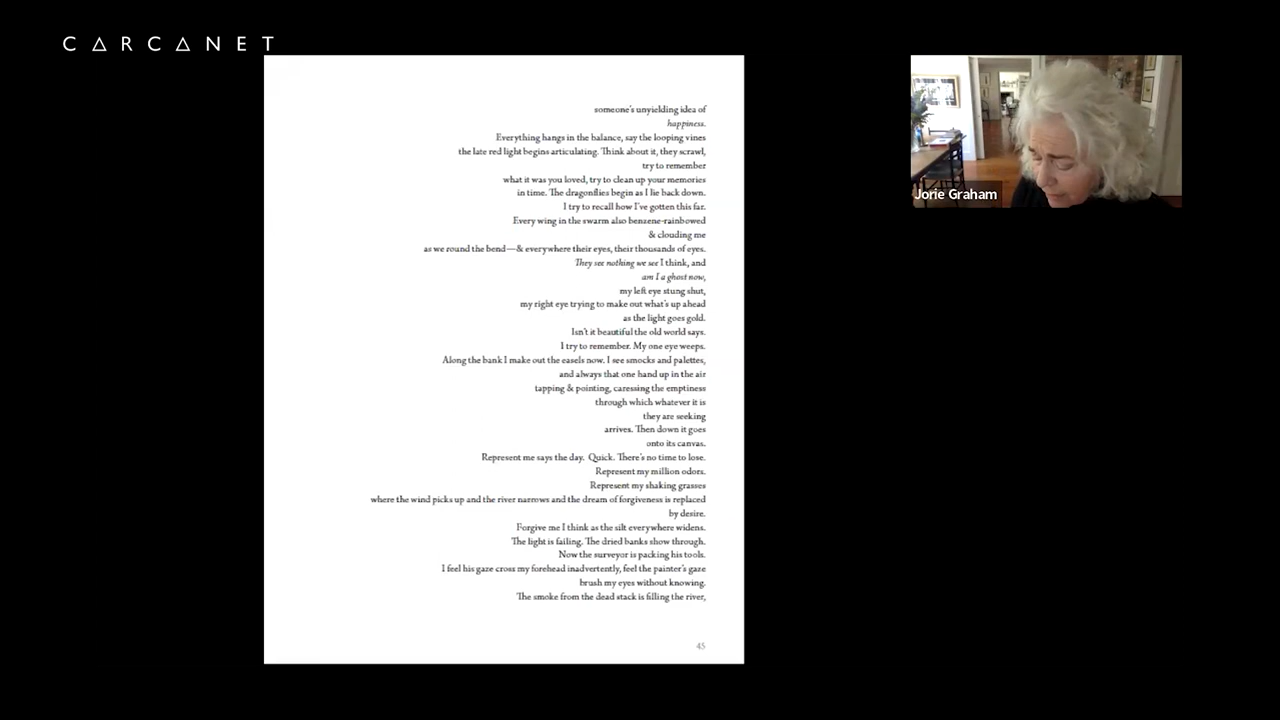 CARCANET
someone's unyielding idea of
happiness.
Everything hangs in the balance, say the looping vines
the late red light begins articulating. Think about it, they scrawl,
try to remember
what it was you loved, try to clean up your memories
in time. The dragonflies begin as I lie back down.
I try to recall how I've gotten this far.
Every wing in the swarm also benzene-rainbowed
& clouding me
as we round the bend—& everywhere their eyes, their thousands of eyes.
They see nothing we see I think, and
am I a ghost now,
my left eye stung shut,
my right eye trying to make out what's up ahead
as the light goes gold.
Isn't it beautiful the old world says.
I try to remember. My one eye weeps.
Along the bank I make out the easels now. I see smocks and palettes,
and always that one hand up in the air
tapping & pointing, caressing the emptiness
through which whatever it is
they are seeking
arrives. Then down it goes
onto its canvas.
Represent me says the day. Quick. There's no time to lose.
Represent my million odors.
Represent my shaking grasses
where the wind picks up and the river narrows and the dream of forgiveness is replaced
by desire.
Forgive me I think as the silt everywhere widens.
The light is failing. The dried banks show through.
Now the surveyor is packing his tools.
I feel his gaze cross my forehead inadvertently, feel the painter's gaze
brush my eyes without knowing.
The smoke from the dead stack is filling the river,
45
Jorie Graham